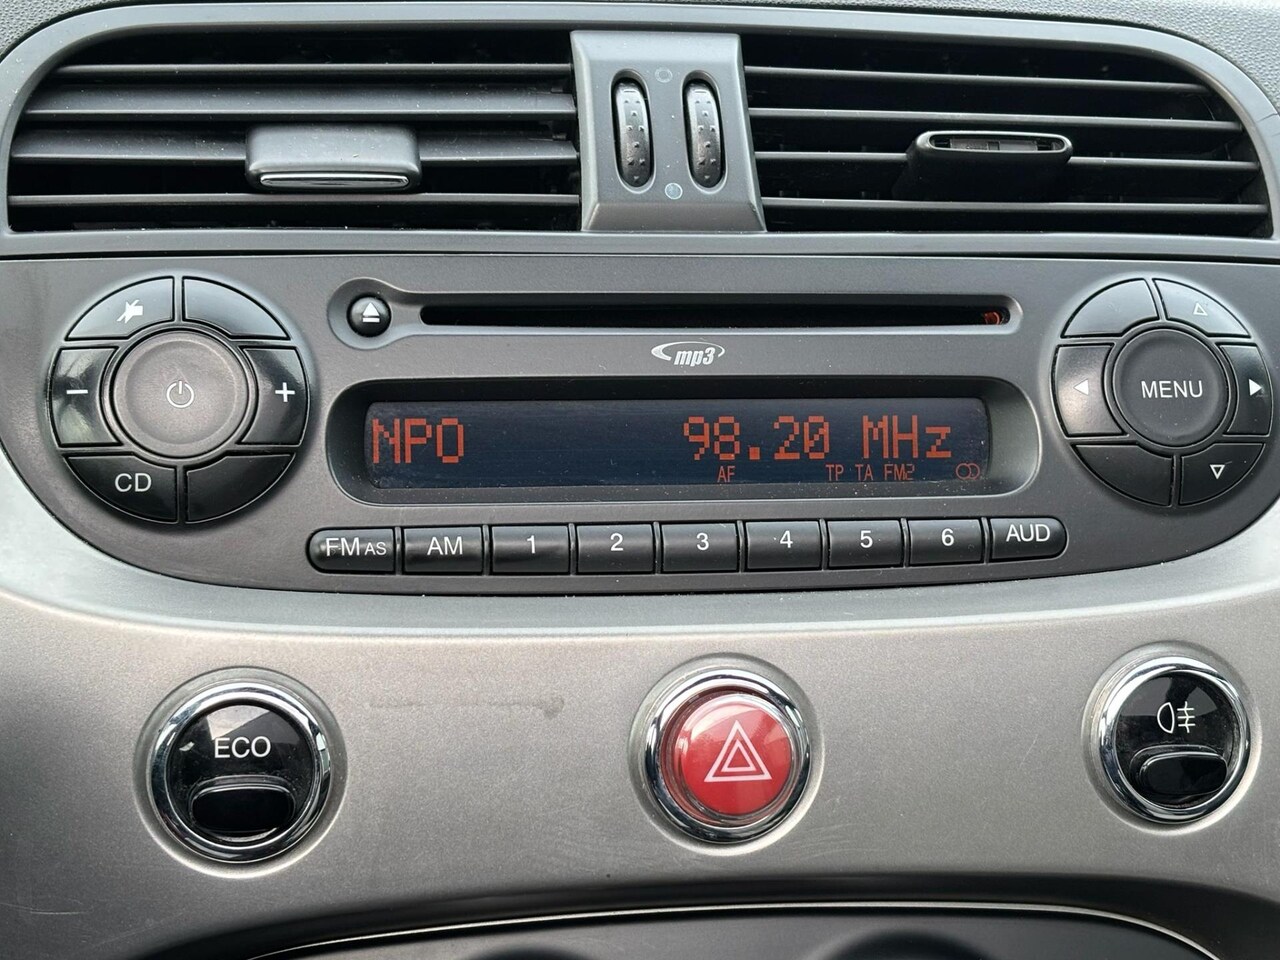 mp3
NPO 98.20 MHz
AF TP TA FM2
MENU
CD
FM AS AM 1 2 3 4 5 6 AUD
ECO